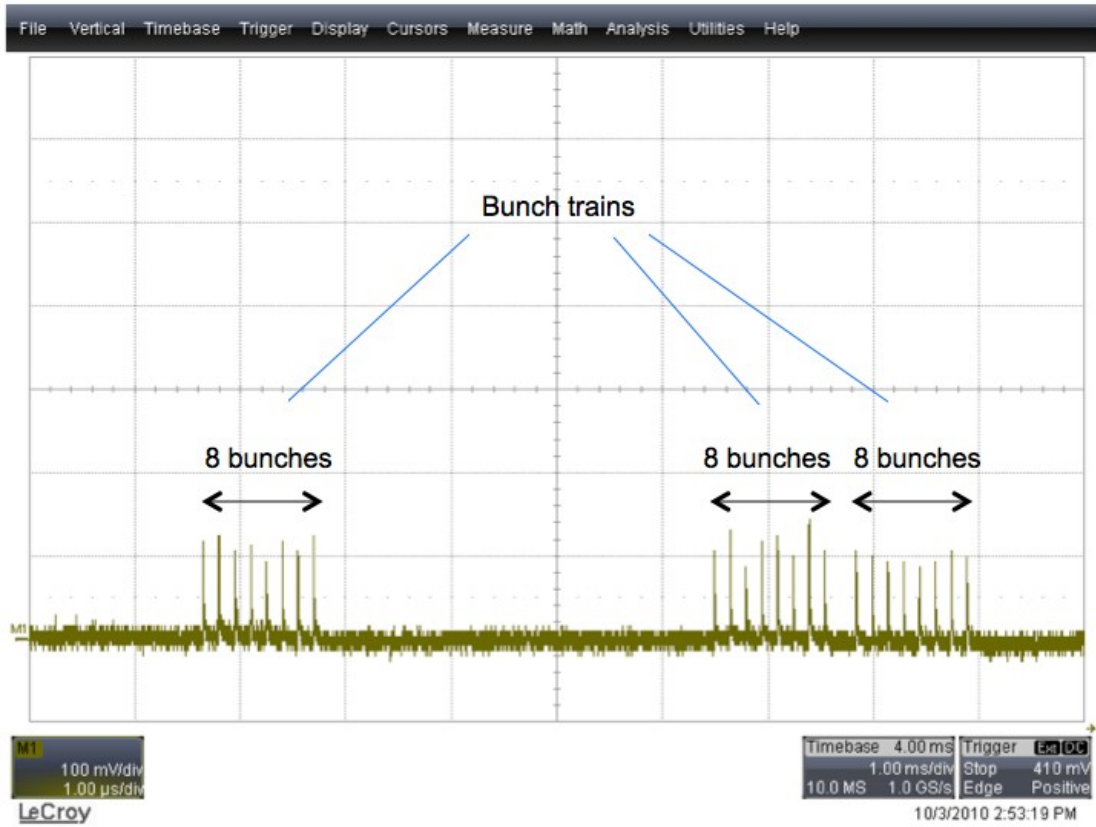 File Vertical Timebase Trigger Display Cursors Measure Math Analysis Utilities Help
Bunch trains
8 bunches 8 bunches 8 bunches
M1
M1
100 mV/div
1.00 µs/div
Timebase 4.00 ms
1.00 ms/div
10.0 MS 1.0 GS/s
Trigger Ext DC
Stop 410 mV
Edge Positive
LeCroy
10/3/2010 2:53:19 PM